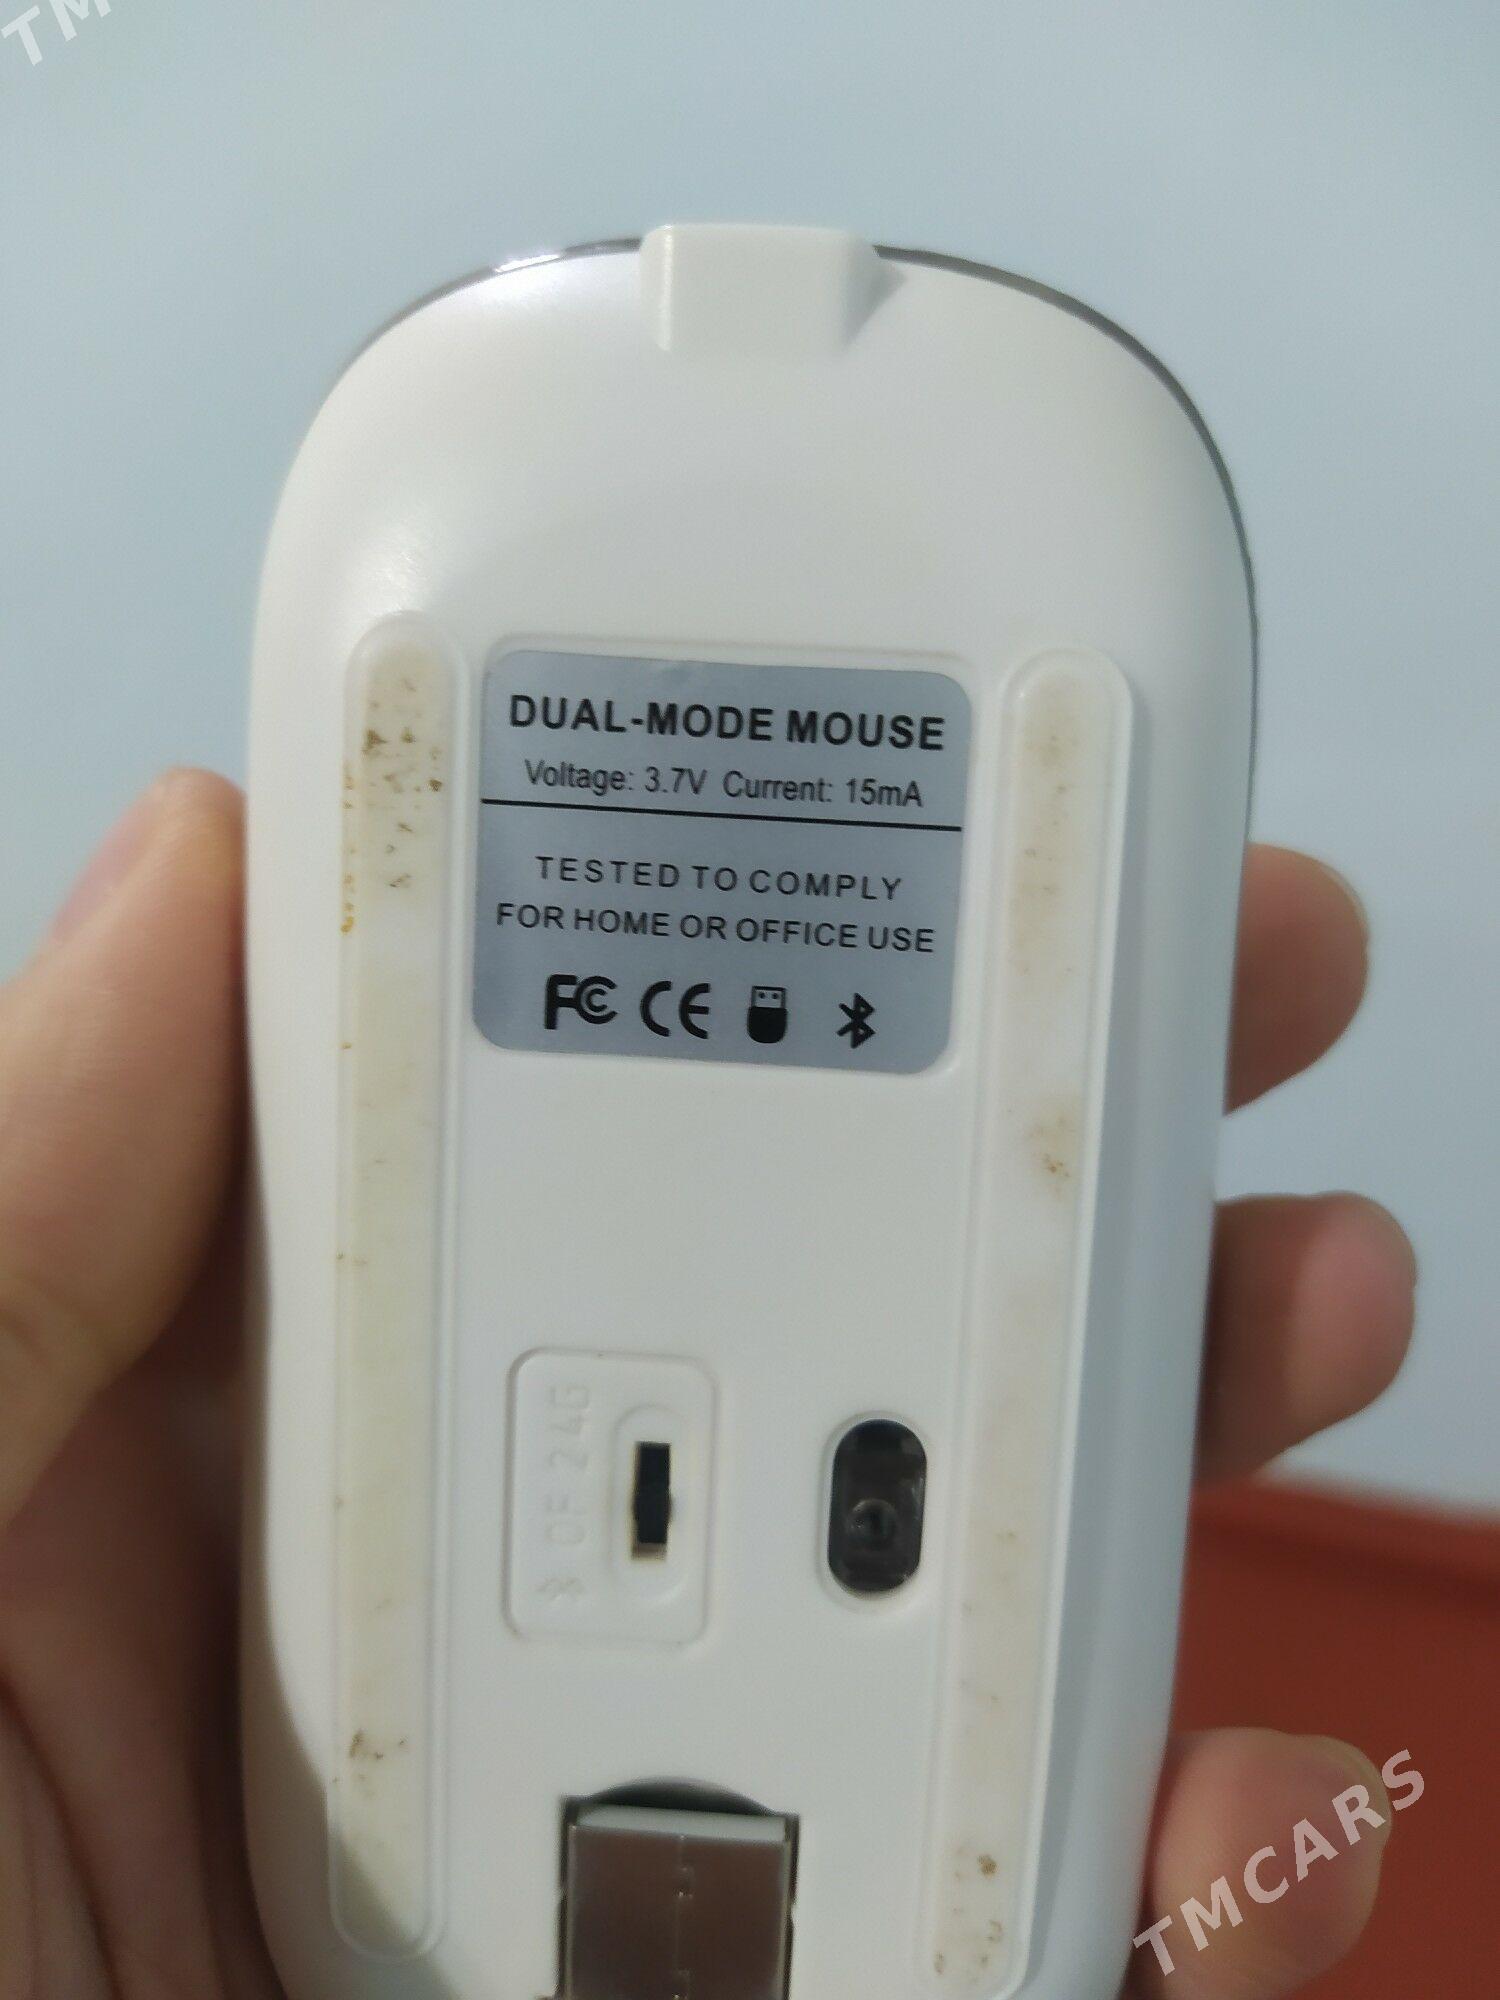 TM
DUAL-MODE MOUSE
Voltage: 3.7V Current: 15mA
TESTED TO COMPLY
FOR HOME OR OFFICE USE
FC CE
OF 2.4G
TMCARS